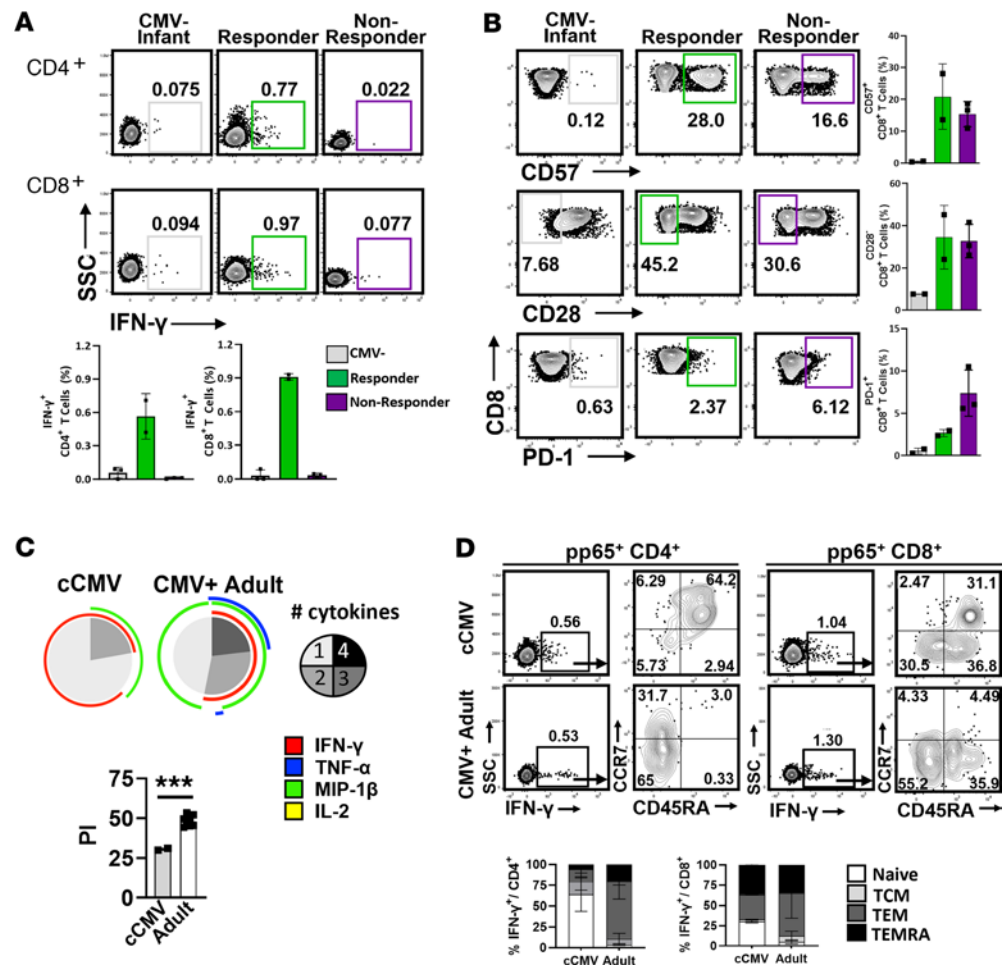 A
CMV-
Infant
Responder
Non-
Responder
CD4+
0.075
0.77
0.022
CD8+
0.094
0.97
0.077
SSC
IFN-γ
IFN-γ+
CD4+ T Cells (%)
1.2
0.9
0.6
0.3
0.0
IFN-γ+
CD8+ T Cells (%)
1.2
0.9
0.6
0.3
0.0
CMV-
Responder
Non-Responder
B
CMV-
Infant
Responder
Non-
Responder
0.12
28.0
16.6
CD57
CD57+
CD8+ T Cells (%)
40
30
20
10
0
7.68
45.2
30.6
CD28
CD28-
CD8+ T Cells (%)
60
40
20
0
0.63
2.37
6.12
CD8
PD-1
PD-1+
CD8+ T Cells (%)
15
10
5
0
C
cCMV
CMV+ Adult
# cytokines
1
4
2
3
IFN-γ
TNF-α
MIP-1β
IL-2
PI
75
50
25
0
***
cCMV
Adult
D
pp65+ CD4+
pp65+ CD8+
cCMV
0.56
6.29
64.2
5.73
2.94
1.04
2.47
31.1
30.5
36.8
CMV+ Adult
SSC
0.53
IFN-γ
CCR7
31.7
3.0
65
0.33
CD45RA
SSC
1.30
IFN-γ
CCR7
4.33
4.49
55.2
35.9
CD45RA
% IFN-γ+/ CD4+
100
75
50
25
0
cCMV Adult
% IFN-γ+/ CD8+
100
75
50
25
0
cCMV Adult
Naive
TCM
TEM
TEMRA